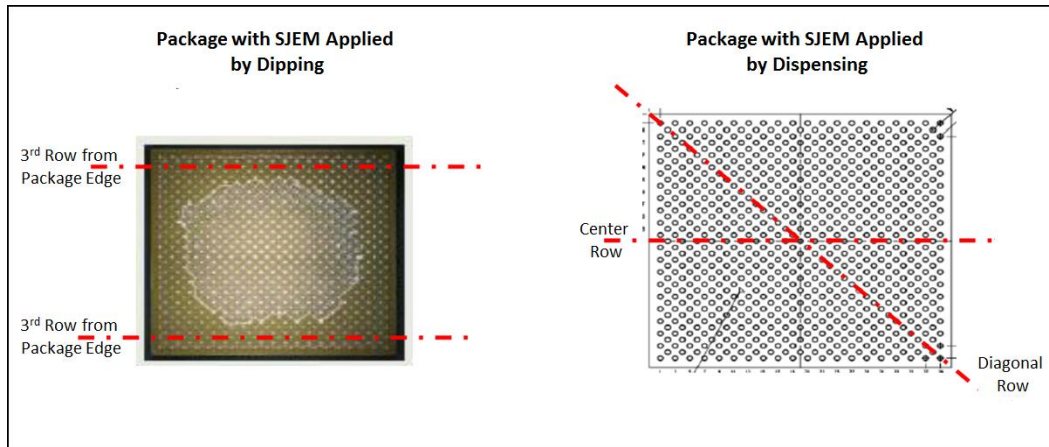 Package with SJEM Applied
by Dipping
Package with SJEM Applied
by Dispensing
3rd Row from
Package Edge
3rd Row from
Package Edge
Center
Row
Diagonal
Row